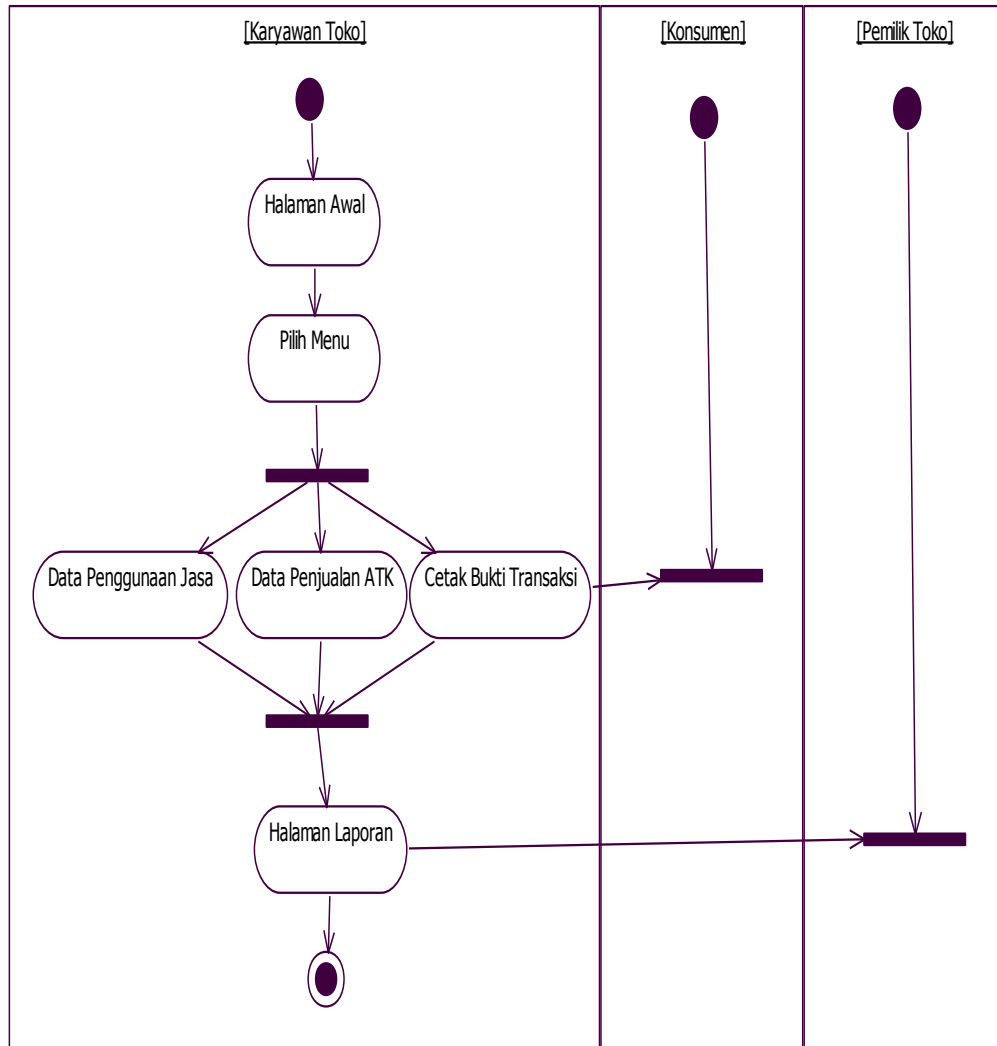 [Karyawan Toko]
[Konsumen]
[Pemilik Toko]
Halaman Awal
Pilih Menu
Data Penggunaan Jasa
Data Penjualan ATK
Cetak Bukti Transaksi
Halaman Laporan